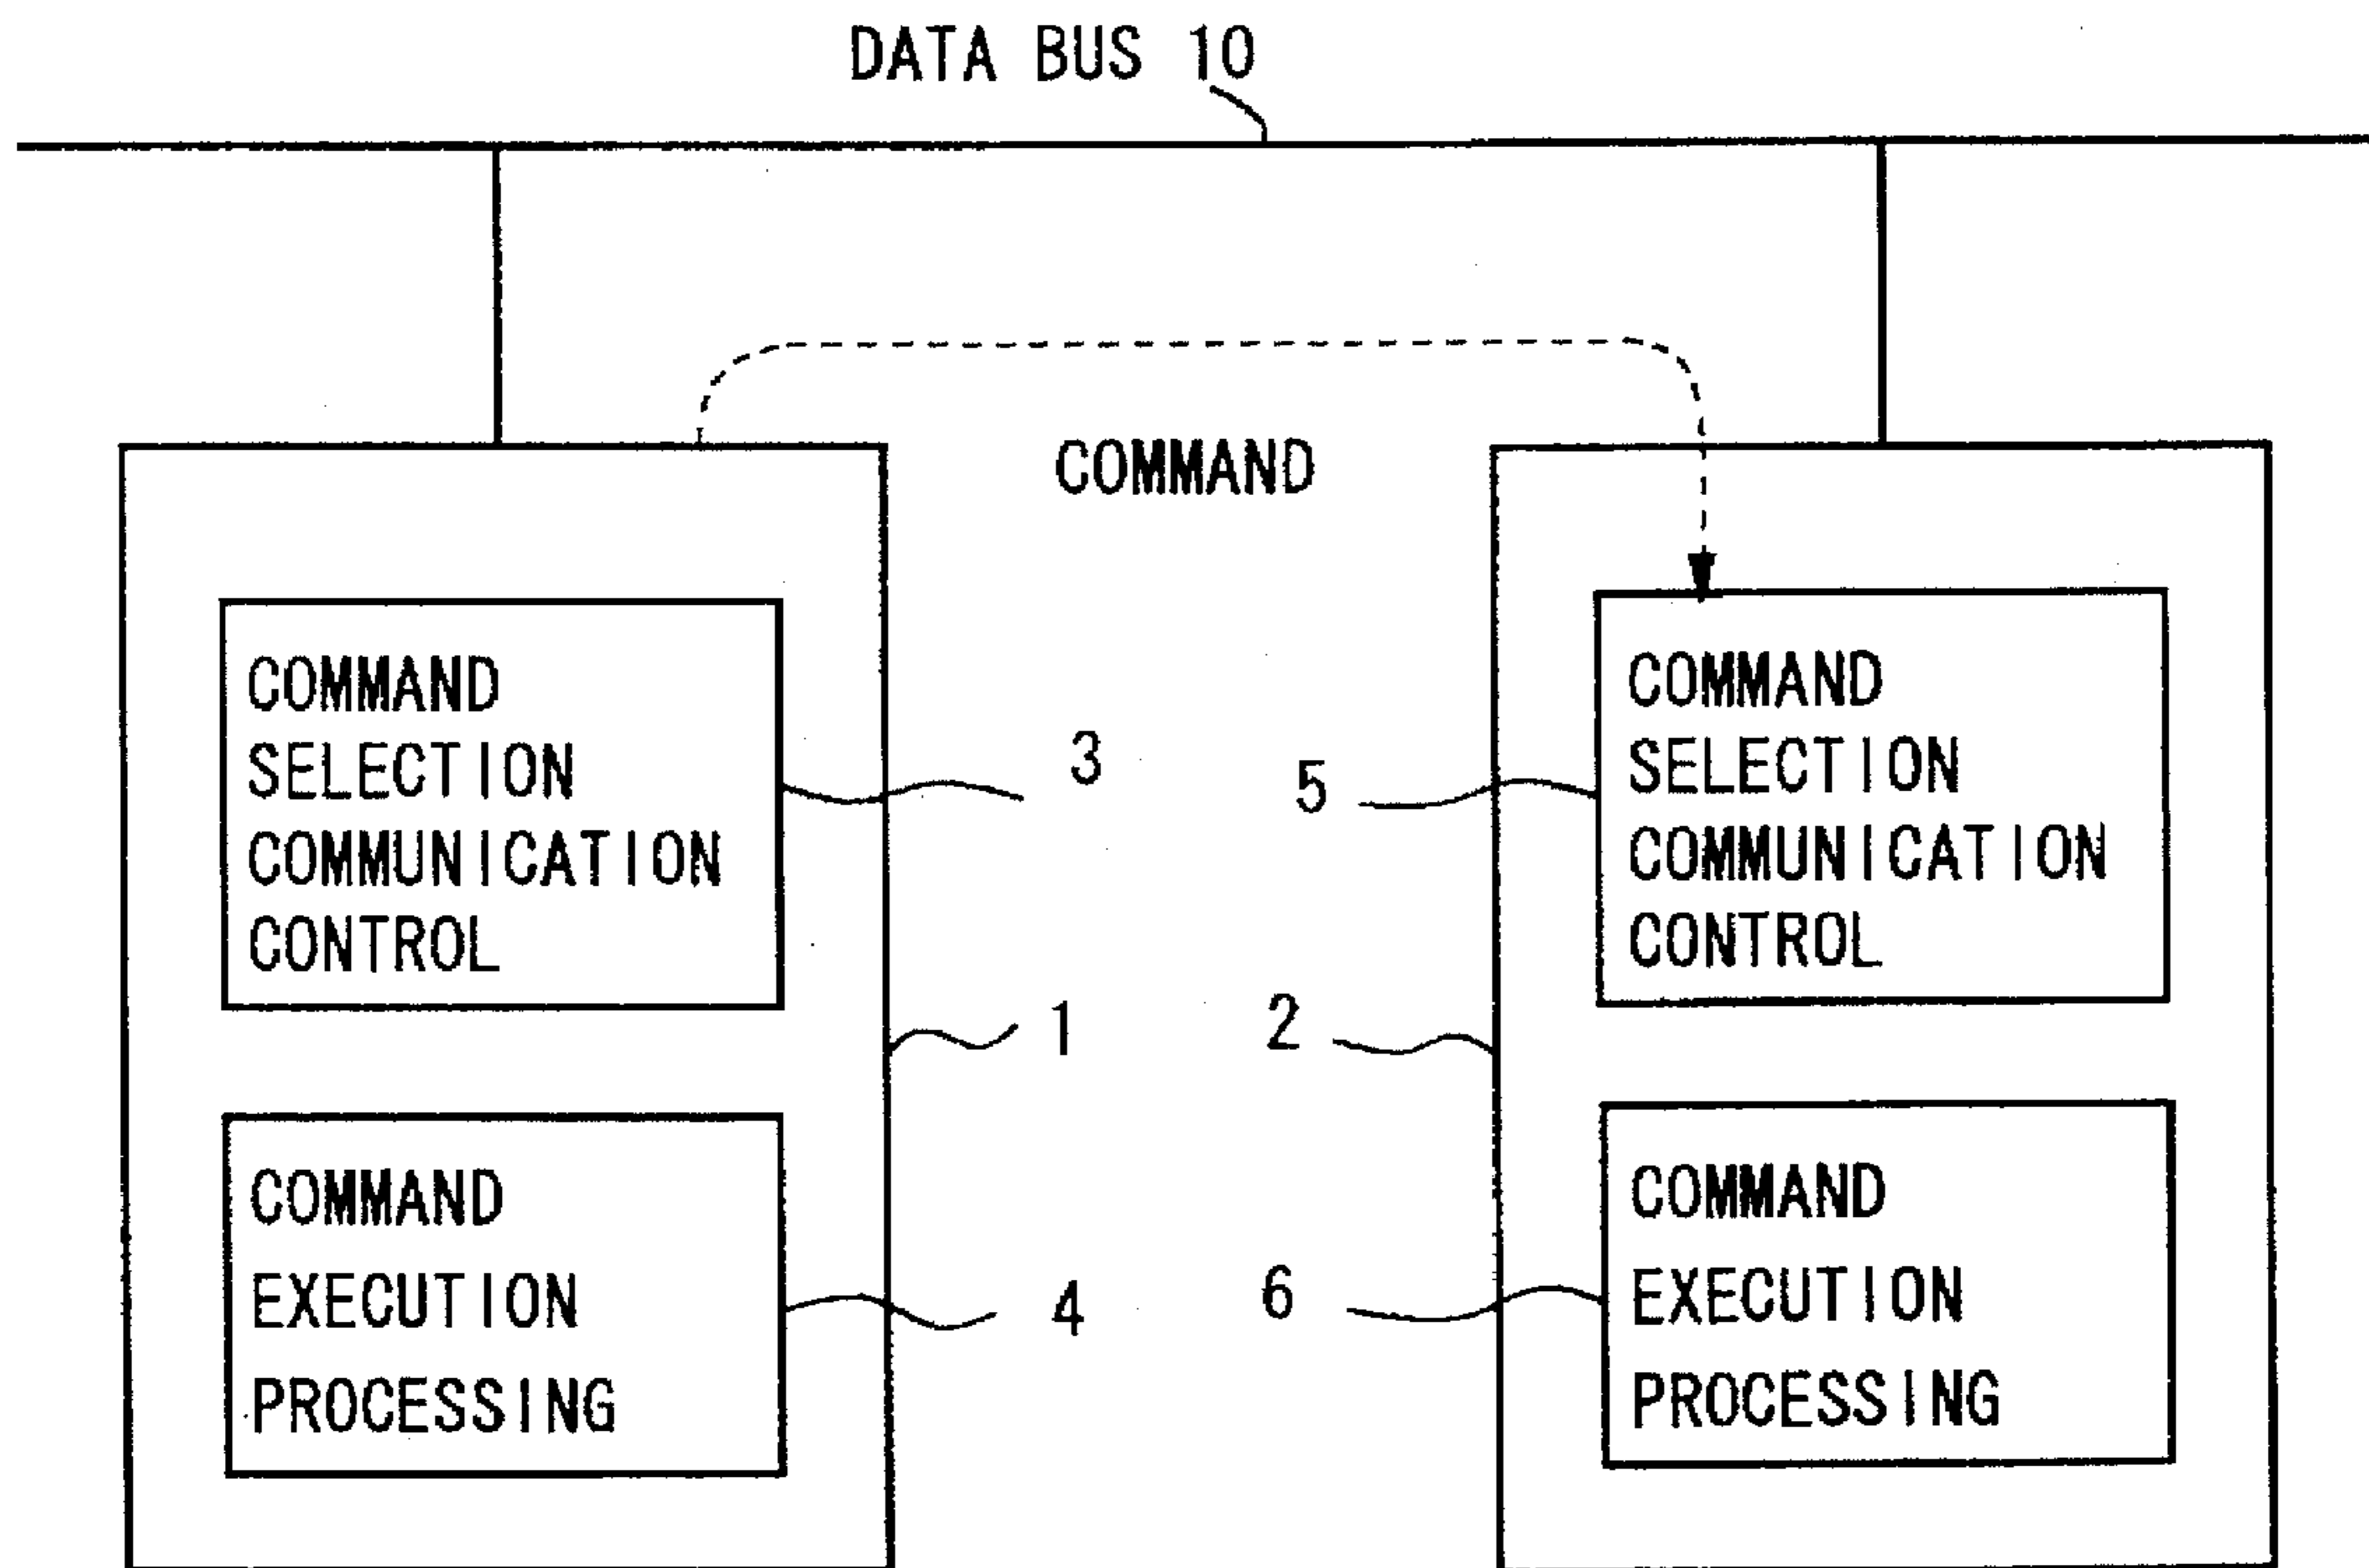 DATA BUS 10
COMMAND
COMMAND
SELECTION
COMMUNICATION
CONTROL
3
1
COMMAND
EXECUTION
PROCESSING
4
5
COMMAND
SELECTION
COMMUNICATION
CONTROL
2
6
COMMAND
EXECUTION
PROCESSING